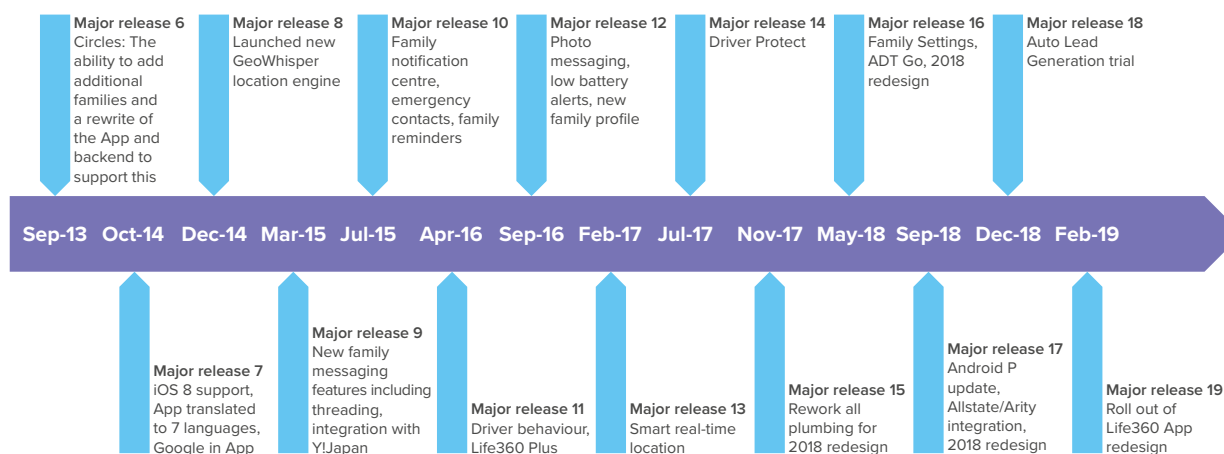 Major release 6
Circles: The
ability to add
additional
families and
a rewrite of
the App and
backend to
support this
Major release 8
Launched new
GeoWhisper
location engine
Major release 10
Family
notification
centre,
emergency
contacts, family
reminders
Major release 12
Photo
messaging,
low battery
alerts, new
family profile
Major release 14
Driver Protect
Major release 16
Family Settings,
ADT Go, 2018
redesign
Major release 18
Auto Lead
Generation trial
Sep-13 Oct-14 Dec-14 Mar-15 Jul-15 Apr-16 Sep-16 Feb-17 Jul-17 Nov-17 May-18 Sep-18 Dec-18 Feb-19
Major release 7
iOS 8 support,
App translated
to 7 languages,
Google in App
Major release 9
New family
messaging
features including
threading,
integration with
Y!Japan
Major release 11
Driver behaviour,
Life360 Plus
Major release 13
Smart real-time
location
Major release 15
Rework all
plumbing for
2018 redesign
Major release 17
Android P
update,
Allstate/Arity
integration,
2018 redesign
Major release 19
Roll out of
Life360 App
redesign